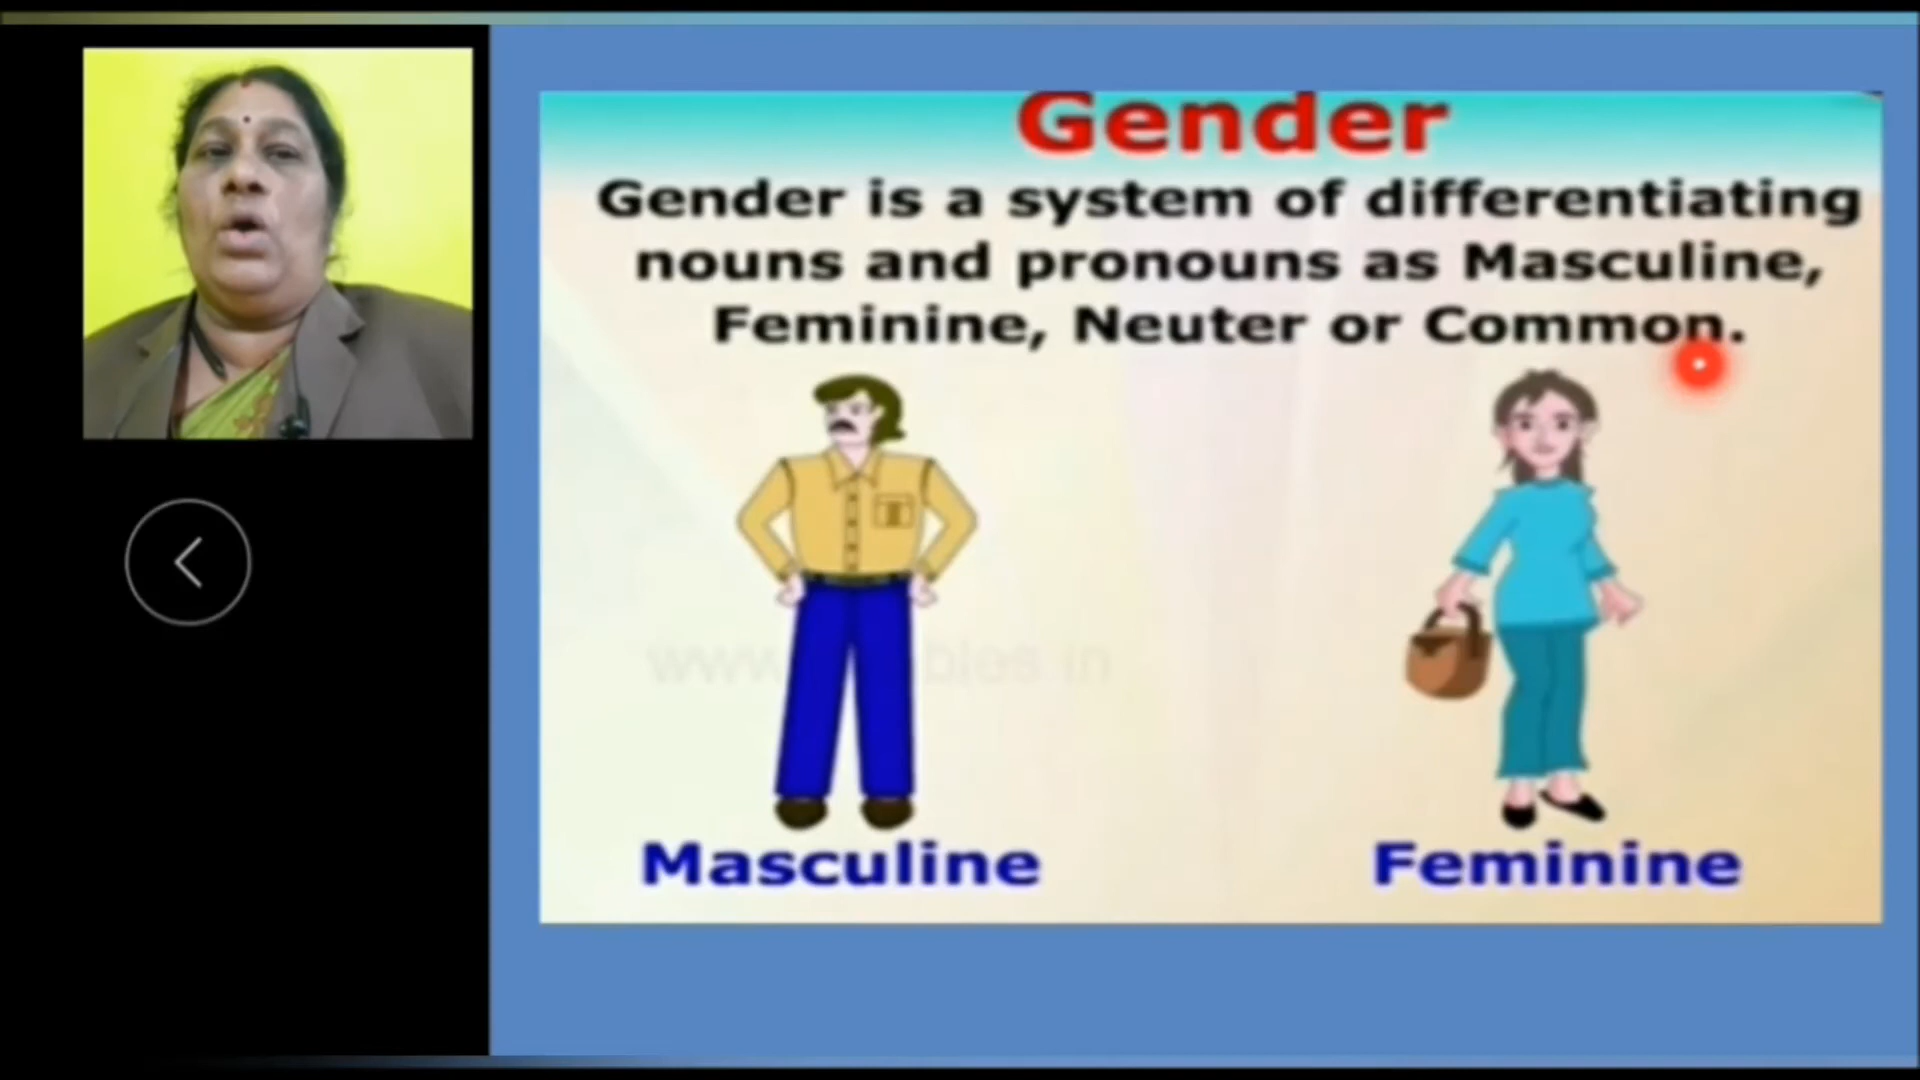 Gender
Gender is a system of differentiating
nouns and pronouns as Masculine,
Feminine, Neuter or Common.
Masculine
Feminine